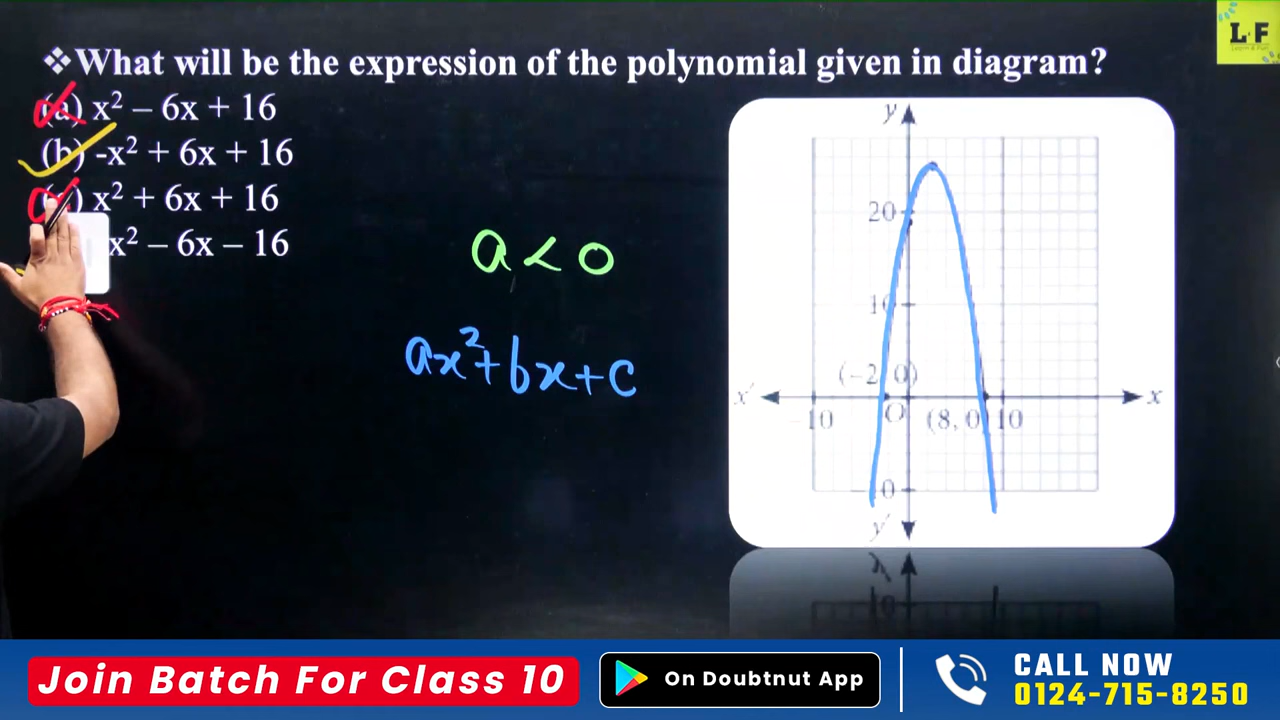 ❖What will be the expression of the polynomial given in diagram?
(a) x² – 6x + 16
(b) -x² + 6x + 16
(c) x² + 6x + 16
x² – 6x – 16
a < 0
ax²+bx+c
y
20
10
(–2, 0)
x′
O
x
–10
(8, 0)
10
y′
L F
Join Batch For Class 10
On Doubtnut App
CALL NOW
0124-715-8250